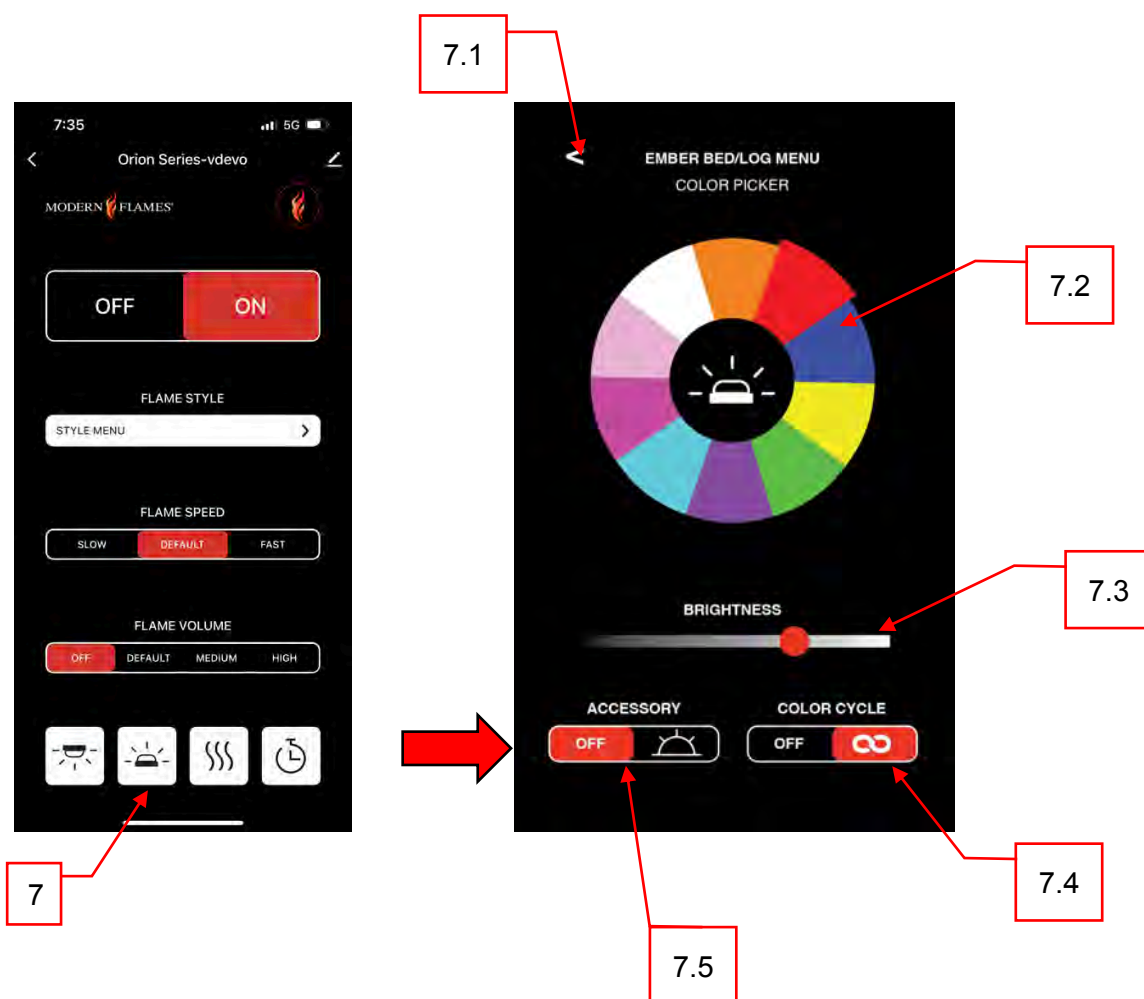 7.1
7:35
5G
Orion Series-vdevo
MODERN FLAMES
OFF
ON
FLAME STYLE
STYLE MENU
FLAME SPEED
SLOW
DEFAULT
FAST
FLAME VOLUME
OFF
DEFAULT
MEDIUM
HIGH
7
EMBER BED/LOG MENU
COLOR PICKER
7.2
BRIGHTNESS
7.3
ACCESSORY
COLOR CYCLE
OFF
OFF
7.4
7.5